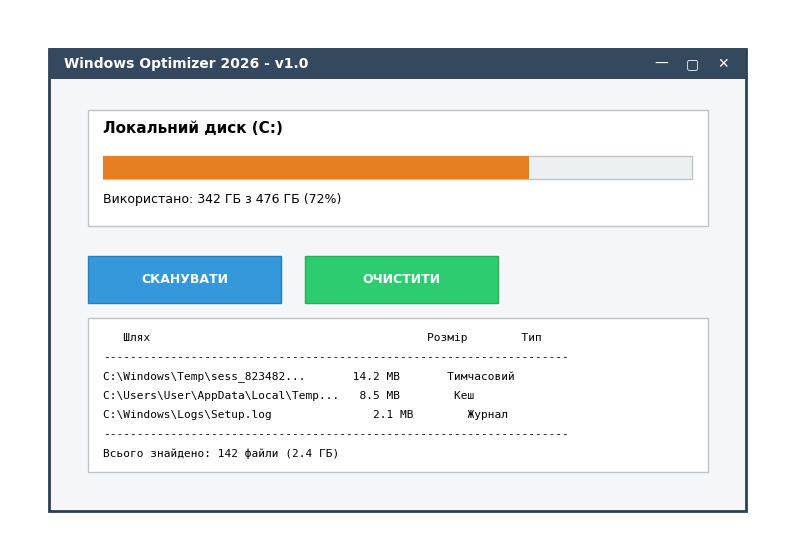 Windows Optimizer 2026 - v1.0
Локальний диск (C:)
Використано: 342 ГБ з 476 ГБ (72%)
СКАНУВАТИ ОЧИСТИТИ
Шлях Розмір Тип
---------------------------------------------------------------------
C:\Windows\Temp\sess_823482... 14.2 MB Тимчасовий
C:\Users\User\AppData\Local\Temp... 8.5 MB Кеш
C:\Windows\Logs\Setup.log 2.1 MB Журнал
---------------------------------------------------------------------
Всього знайдено: 142 файли (2.4 ГБ)